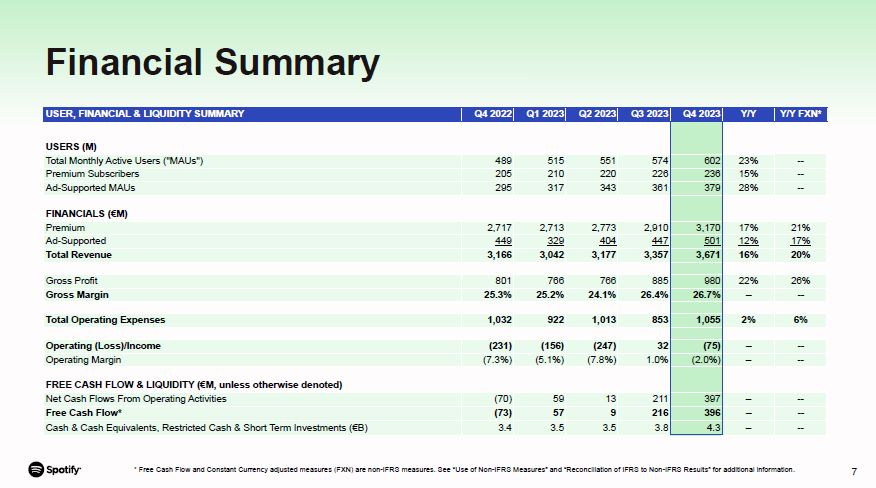 Financial Summary
USER, FINANCIAL & LIQUIDITY SUMMARY Q4 2022 Q1 2023 Q2 2023 Q3 2023 Q4 2023 Y/Y Y/Y FXN*
USERS (M)
Total Monthly Active Users ("MAUs") 489 515 551 574 602 23% --
Premium Subscribers 205 210 220 226 236 15% --
Ad-Supported MAUs 295 317 343 361 379 28% --
FINANCIALS (€M)
Premium 2,717 2,713 2,773 2,910 3,170 17% 21%
Ad-Supported 449 329 404 447 501 12% 17%
Total Revenue 3,166 3,042 3,177 3,357 3,671 16% 20%
Gross Profit 801 766 766 885 980 22% 26%
Gross Margin 25.3% 25.2% 24.1% 26.4% 26.7% -- --
Total Operating Expenses 1,032 922 1,013 853 1,055 2% 6%
Operating (Loss)/Income (231) (156) (247) 32 (75) -- --
Operating Margin (7.3%) (5.1%) (7.8%) 1.0% (2.0%) -- --
FREE CASH FLOW & LIQUIDITY (€M, unless otherwise denoted)
Net Cash Flows From Operating Activities (70) 59 13 211 397 -- --
Free Cash Flow* (73) 57 9 216 396 -- --
Cash & Cash Equivalents, Restricted Cash & Short Term Investments (€B) 3.4 3.5 3.5 3.8 4.3 -- --
Spotify®
* Free Cash Flow and Constant Currency adjusted measures (FXN) are non-IFRS measures. See "Use of Non-IFRS Measures" and "Reconciliation of IFRS to Non-IFRS Results" for additional information.
7